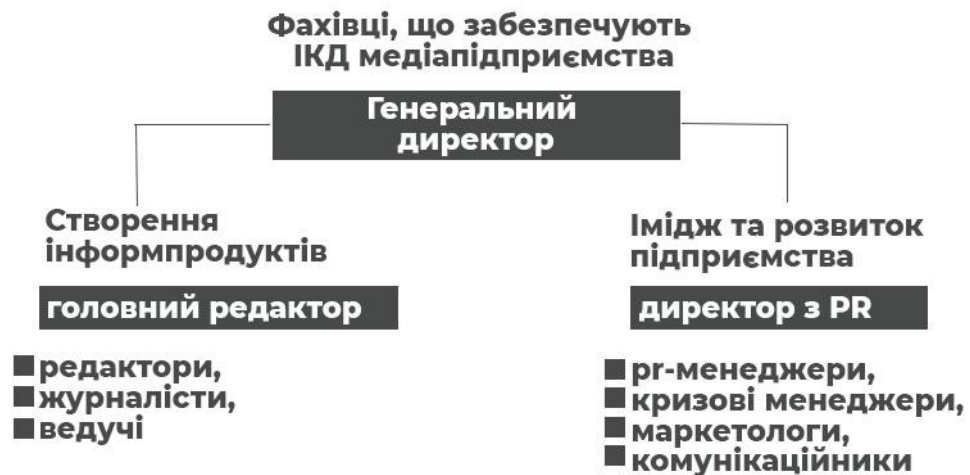 Фахівці, що забезпечують
ІКД медіапідприємства
Генеральний
директор
Створення
інформпродуктів
головний редактор
редактори,
журналісти,
ведучі
Імідж та розвиток
підприємства
директор з PR
pr-менеджери,
кризові менеджери,
маркетологи,
комунікаційники